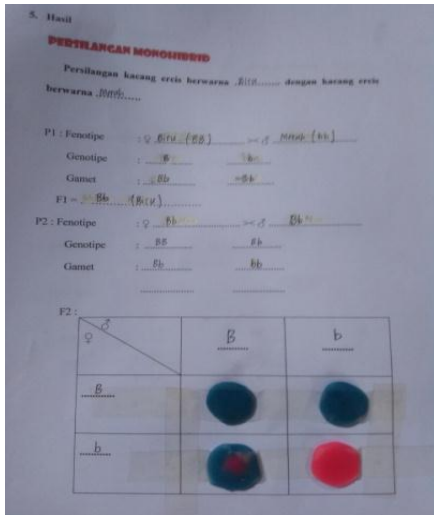 5. Hasil
PERSILANGAN MONOHIBRID
Persilangan kacang ercis berwarna Biru dengan kacang ercis
berwarna Merah
P1 : Fenotipe : ♀ Biru (BB) >< ♂ Merah (bb)
Genotipe : B b
Gamet : Bb Bb
F1 = Bb (Biru)
P2 : Fenotipe : ♀ Bb >< ♂ Bb
Genotipe : BB Bb
Gamet : Bb Bb
F2 :
♂
♀ B b
B
b